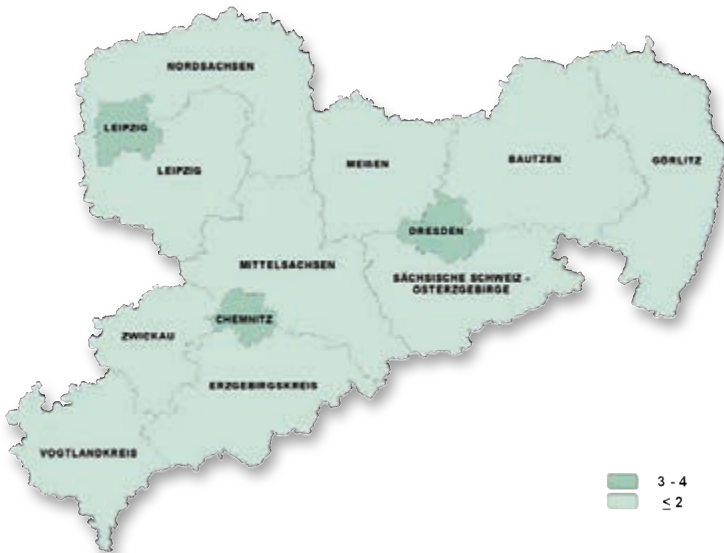 NORDSACHSEN
LEIPZIG
LEIPZIG
MEIßEN
BAUTZEN
GÖRLITZ
DRESDEN
MITTELSACHSEN
SÄCHSISCHE SCHWEIZ -
OSTERZGEBIRGE
CHEMNITZ
ZWICKAU
ERZGEBIRGSKREIS
VOGTLANDKREIS
3 - 4
≤ 2